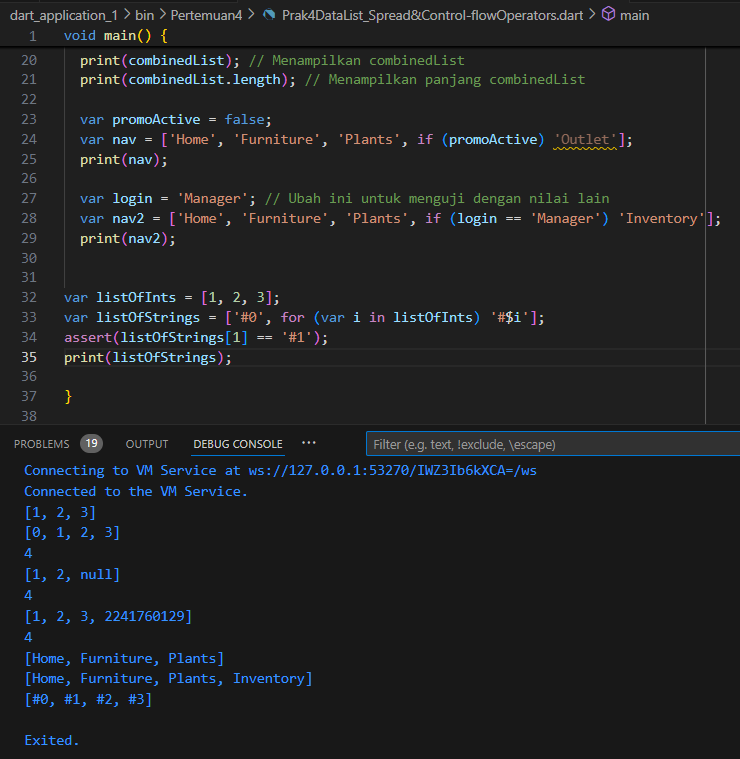 dart_application_1 > bin > Pertemuan4 > Prak4DataList_Spread&Control-flowOperators.dart > main
1 void main() {
20 print(combinedList); // Menampilkan combinedList
21 print(combinedList.length); // Menampilkan panjang combinedList
22
23 var promoActive = false;
24 var nav = ['Home', 'Furniture', 'Plants', if (promoActive) 'Outlet'];
25 print(nav);
26
27 var login = 'Manager'; // Ubah ini untuk menguji dengan nilai lain
28 var nav2 = ['Home', 'Furniture', 'Plants', if (login == 'Manager') 'Inventory'];
29 print(nav2);
30
31
32 var listOfInts = [1, 2, 3];
33 var listOfStrings = ['#0', for (var i in listOfInts) '#$i'];
34 assert(listOfStrings[1] == '#1');
35 print(listOfStrings);
36
37 }
38
PROBLEMS 19 OUTPUT DEBUG CONSOLE ··· Filter (e.g. text, !exclude, \escape)
Connecting to VM Service at ws://127.0.0.1:53270/IWZ3Ib6kXCA=/ws
Connected to the VM Service.
[1, 2, 3]
[0, 1, 2, 3]
4
[1, 2, null]
4
[1, 2, 3, 2241760129]
4
[Home, Furniture, Plants]
[Home, Furniture, Plants, Inventory]
[#0, #1, #2, #3]
Exited.